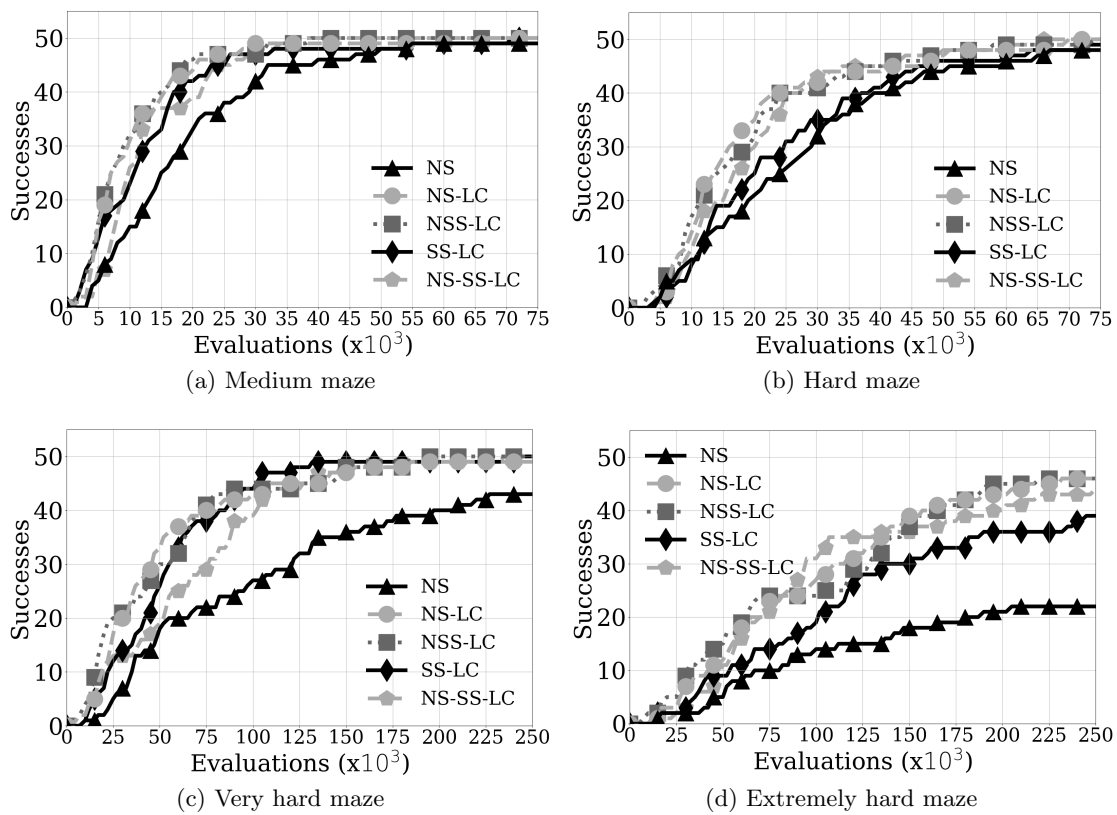 Successes
50
40
30
20
10
0
NS
NS-LC
NSS-LC
SS-LC
NS-SS-LC
0 5 10 15 20 25 30 35 40 45 50 55 60 65 70 75
Evaluations (x10³)
(a) Medium maze
Successes
50
40
30
20
10
0
NS
NS-LC
NSS-LC
SS-LC
NS-SS-LC
0 5 10 15 20 25 30 35 40 45 50 55 60 65 70 75
Evaluations (x10³)
(b) Hard maze
Successes
50
40
30
20
10
0
NS
NS-LC
NSS-LC
SS-LC
NS-SS-LC
0 25 50 75 100 125 150 175 200 225 250
Evaluations (x10³)
(c) Very hard maze
Successes
50
40
30
20
10
0
NS
NS-LC
NSS-LC
SS-LC
NS-SS-LC
0 25 50 75 100 125 150 175 200 225 250
Evaluations (x10³)
(d) Extremely hard maze